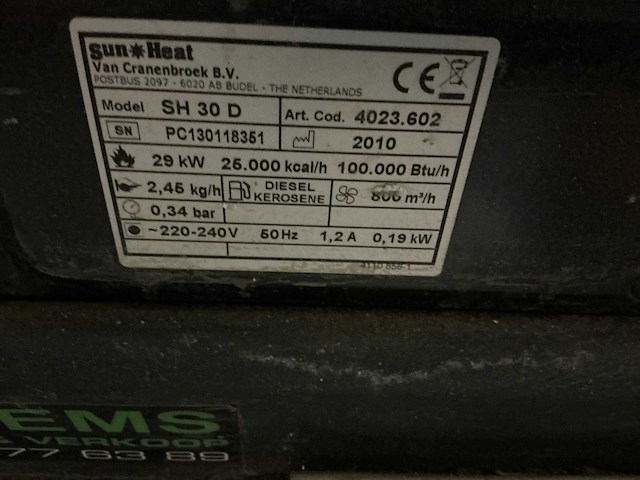 sun Heat
Van Cranenbroek B.V.
POSTBUS 2097 - 6020 AB BUDEL - THE NETHERLANDS
CE
Model SH 30 D Art. Cod. 4023.602
SN PC130118351 2010
29 kW 25.000 kcal/h 100.000 Btu/h
2,45 kg/h DIESEL KEROSENE 800 m³/h
0,34 bar
~220-240V 50Hz 1,2 A 0,19 kW
EMS
VERKOOP
77 63 89